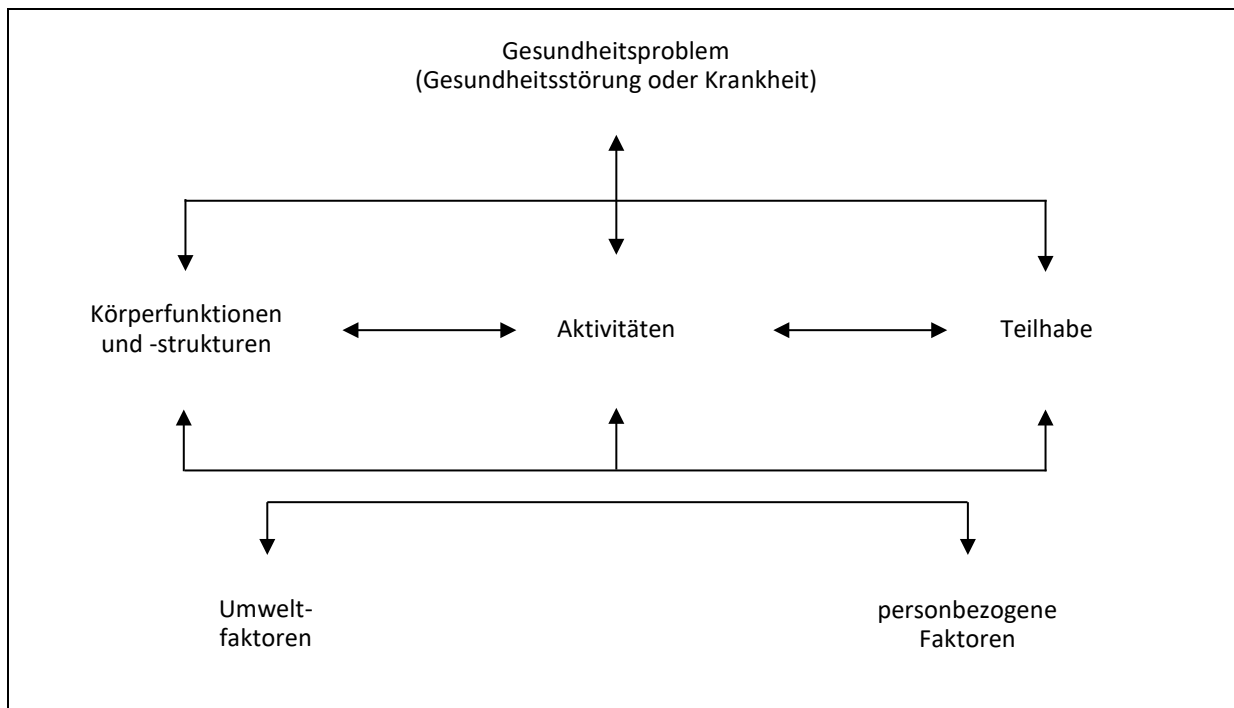 Gesundheitsproblem
(Gesundheitsstörung oder Krankheit)
Körperfunktionen
und -strukturen
Aktivitäten
Teilhabe
Umwelt-
faktoren
personbezogene
Faktoren